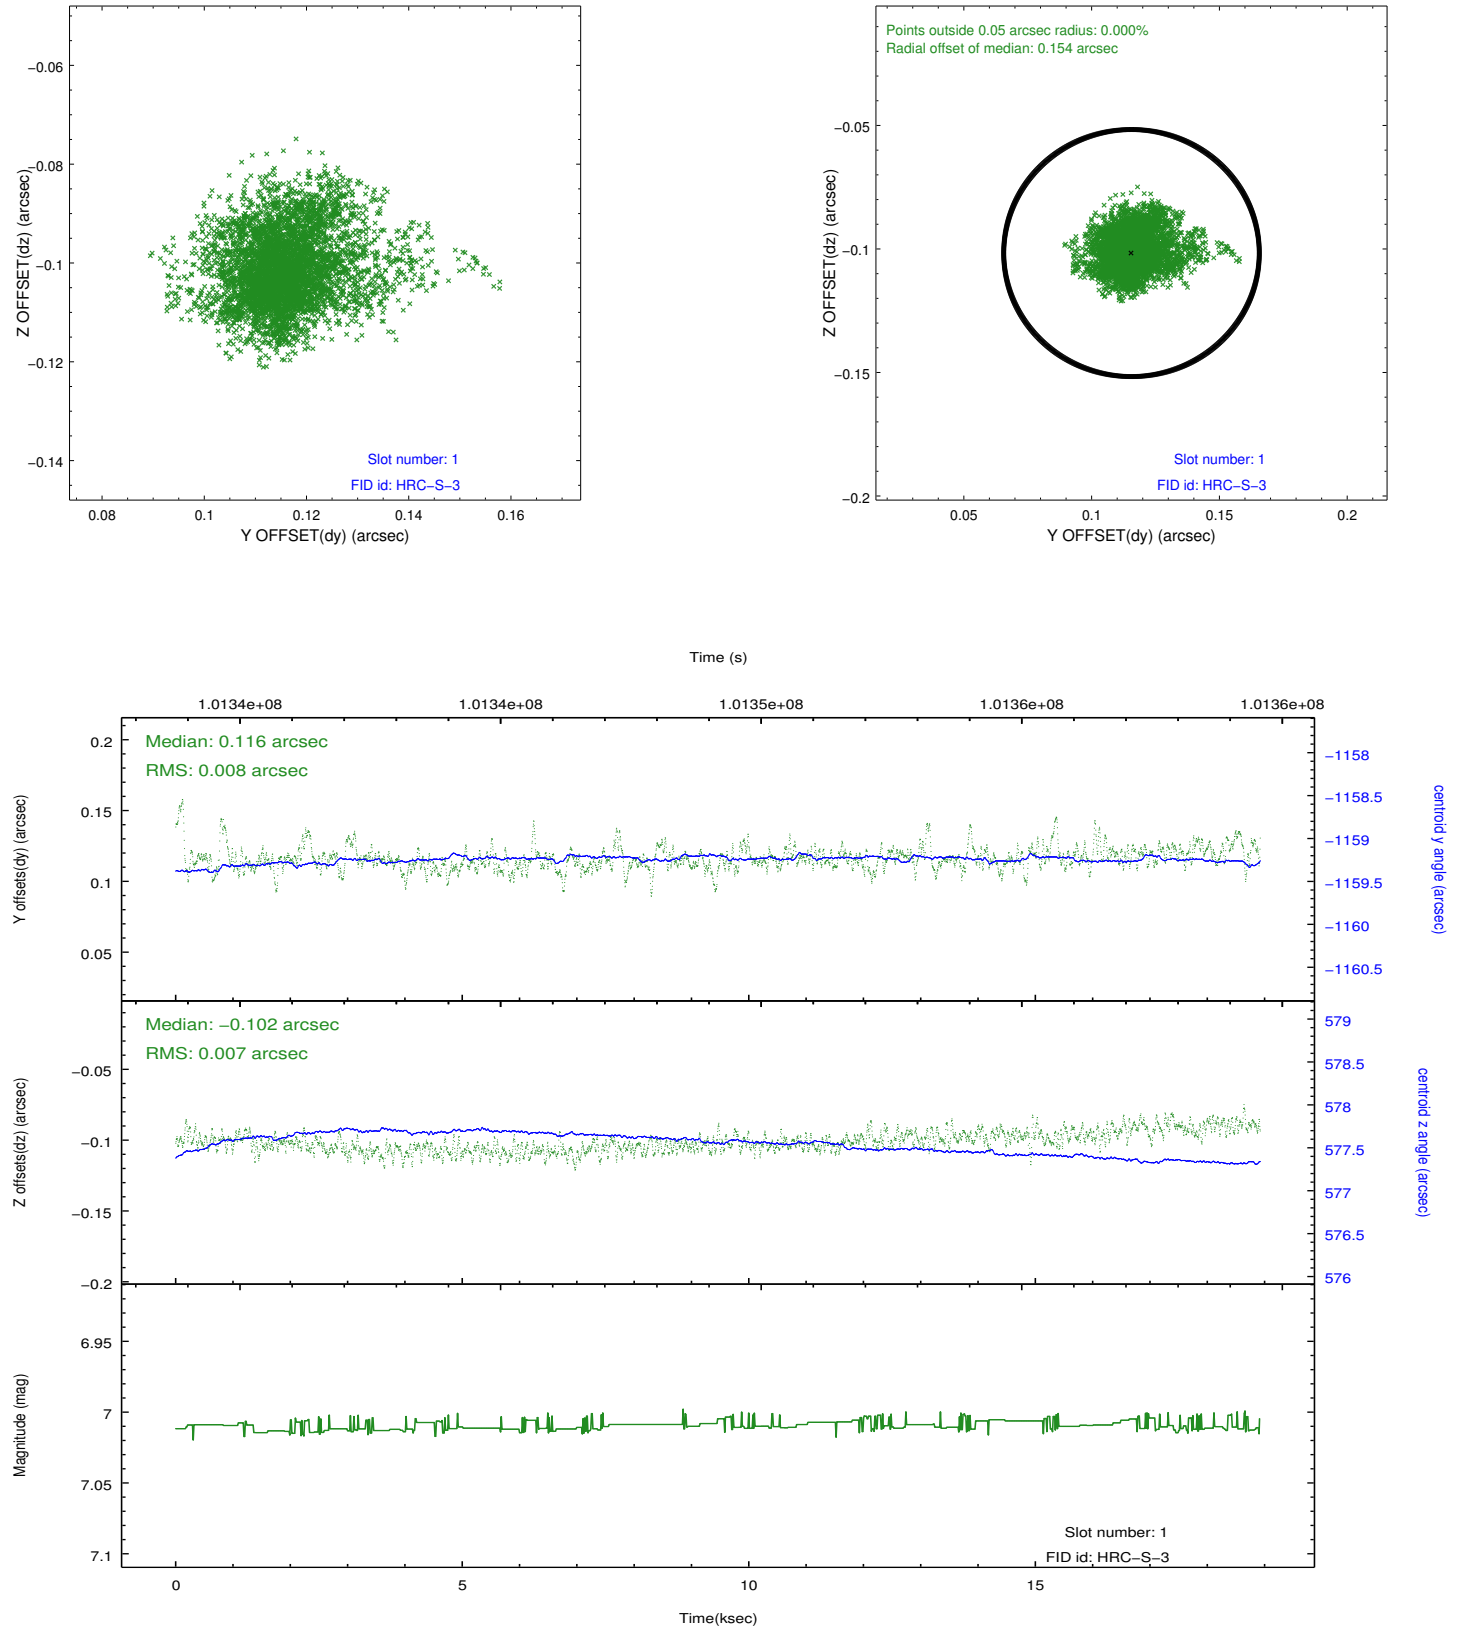 −0.06
−0.08
−0.1
−0.12
−0.14
Z OFFSET(dz) (arcsec)
Slot number: 1
FID id: HRC−S−3
0.08 0.1 0.12 0.14 0.16
Y OFFSET(dy) (arcsec)
Points outside 0.05 arcsec radius: 0.000%
Radial offset of median: 0.154 arcsec
−0.05
−0.1
−0.15
−0.2
Z OFFSET(dz) (arcsec)
Slot number: 1
FID id: HRC−S−3
0.05 0.1 0.15 0.2
Y OFFSET(dy) (arcsec)
Time (s)
1.0134e+08 1.0134e+08 1.0135e+08 1.0136e+08 1.0136e+08
Median: 0.116 arcsec
RMS: 0.008 arcsec
0.2
0.15
0.1
0.05
Y offsets(dy) (arcsec)
−1158
−1158.5
−1159
−1159.5
−1160
−1160.5
centroid y angle (arcsec)
Median: −0.102 arcsec
RMS: 0.007 arcsec
−0.05
−0.1
−0.15
−0.2
Z offsets(dz) (arcsec)
579
578.5
578
577.5
577
576.5
576
centroid z angle (arcsec)
6.95
7
7.05
7.1
Magnitude (mag)
Slot number: 1
FID id: HRC−S−3
0 5 10 15
Time(ksec)